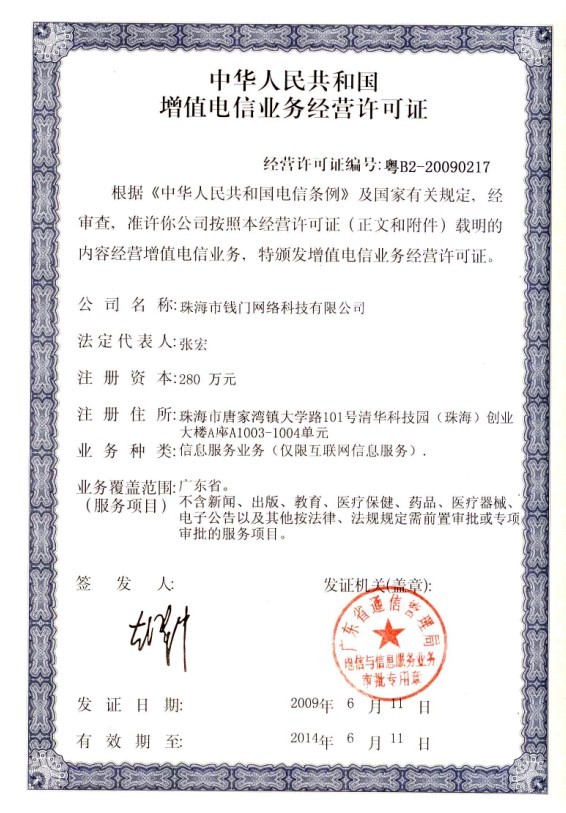 中华人民共和国
增值电信业务经营许可证
经营许可证编号:粤B2-20090217
根据《中华人民共和国电信条例》及国家有关规定,经
审查,准许你公司按照本经营许可证(正文和附件)载明的
内容经营增值电信业务,特颁发增值电信业务经营许可证。
公司名称:珠海市钱门网络科技有限公司
法定代表人:张宏
注册资本:280 万元
注册住所:珠海市唐家湾镇大学路101号清华科技园(珠海)创业
大楼A座A1003-1004单元
业务种类:信息服务业务(仅限互联网信息服务).
业务覆盖范围:广东省。
(服务项目)不含新闻、出版、教育、医疗保健、药品、医疗器械、
电子公告以及其他按法律、法规规定需前置审批或专项
审批的服务项目。
签发人:
发证机关(盖章):
广东省通信管理局
电信与信息服务业务
审批专用章
发证日期: 2009年 6 月 11 日
有效期至: 2014年 6 月 11 日